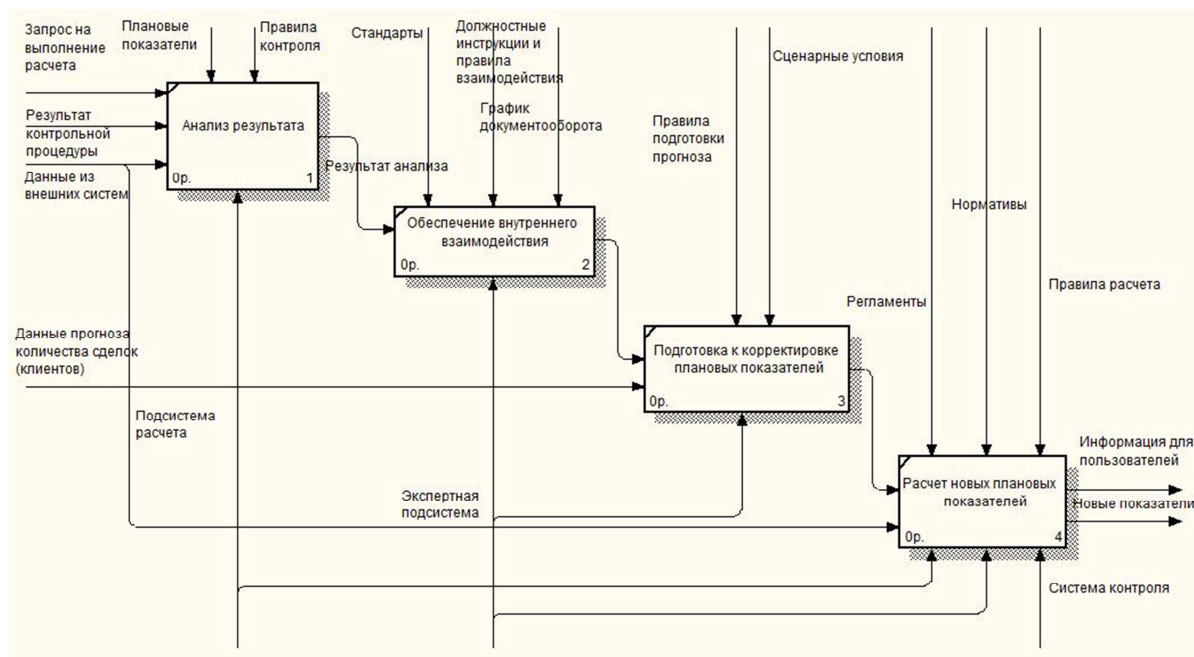 Запрос на
выполнение
расчета
Плановые
показатели
Правила
контроля
Стандарты
Должностные
инструкции и
правила
взаимодействия
Сценарные условия
График
документооборота
Результат
контрольной
процедуры
Анализ результата
0р.
1
Правила
подготовки
прогноза
Данные из
внешних систем
Результат анализа
Нормативы
Обеспечение внутреннего
взаимодействия
0р.
2
Правила расчета
Регламенты
Данные прогноза
количества сделок
(клиентов)
Подготовка к корректировке
плановых показателей
0р.
3
Подсистема
расчета
Информация для
пользователей
Расчет новых плановых
показателей
0р.
4
Новые показатели
Экспертная
подсистема
Система контроля